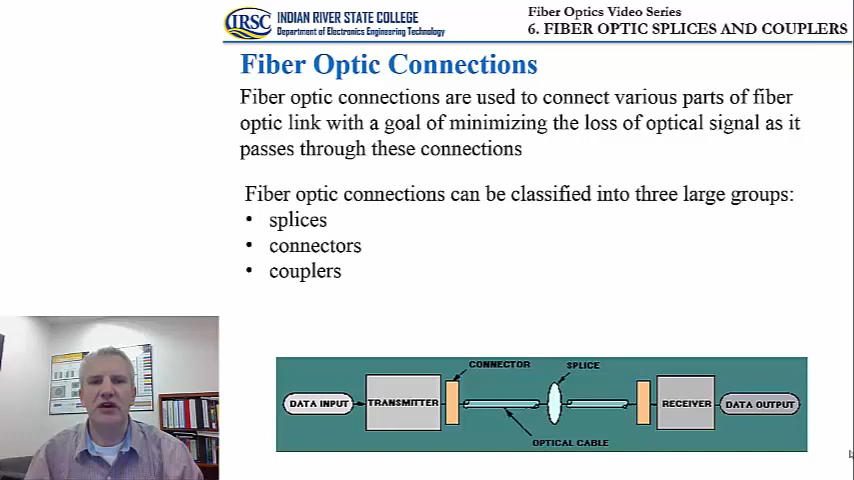 IRSC
INDIAN RIVER STATE COLLEGE
Department of Electronics Engineering Technology
Fiber Optics Video Series
6. FIBER OPTIC SPLICES AND COUPLERS
Fiber Optic Connections
Fiber optic connections are used to connect various parts of fiber
optic link with a goal of minimizing the loss of optical signal as it
passes through these connections
Fiber optic connections can be classified into three large groups:
• splices
• connectors
• couplers
CONNECTOR
SPLICE
DATA INPUT
TRANSMITTER
RECEIVER
DATA OUTPUT
OPTICAL CABLE